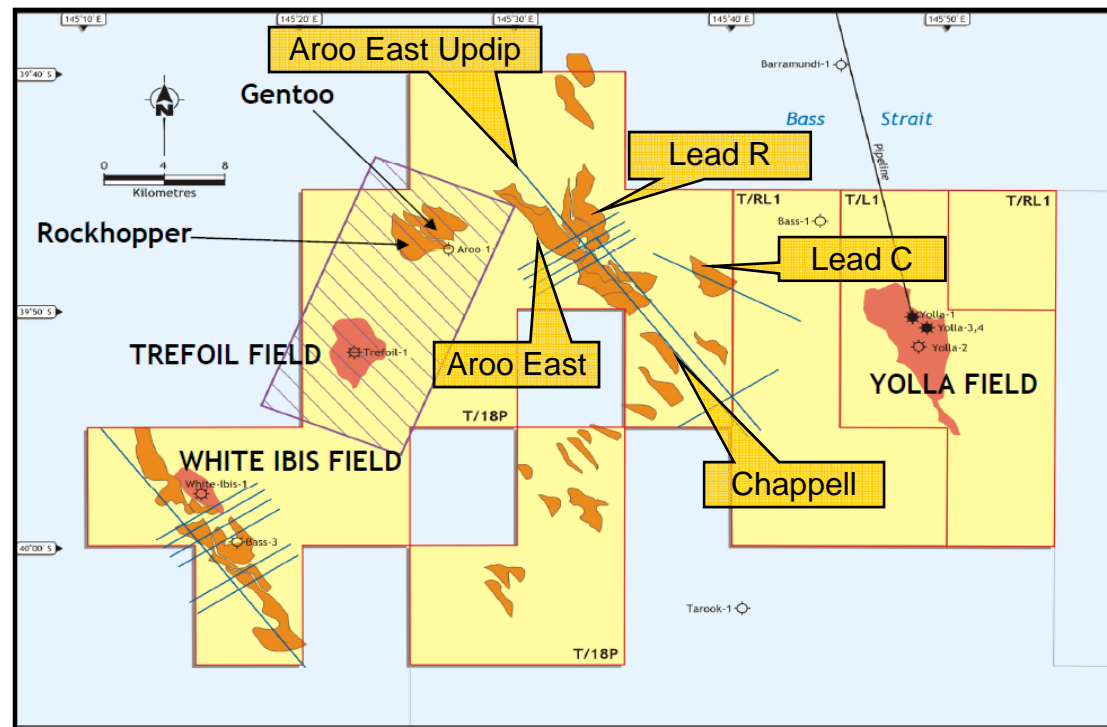 145°10' E
145°20' E
145°30' E
145°40' E
145°50' E
Aroo East Updip
Barramundi-1
39°40' S
Gentoo
N
Bass Strait
0 4 8
Kilometres
Pipeline
Lead R
T/RL1
T/L1
T/RL1
Bass-1
Rockhopper
Aroo 1
Lead C
39°50' S
Yolla-1
Yolla-3,4
Yolla-2
TREFOIL FIELD
Trefoil-1
Aroo East
YOLLA FIELD
T/18P
WHITE IBIS FIELD
White-Ibis-1
Chappell
Bass-3
40°00' S
Tarook-1
T/18P